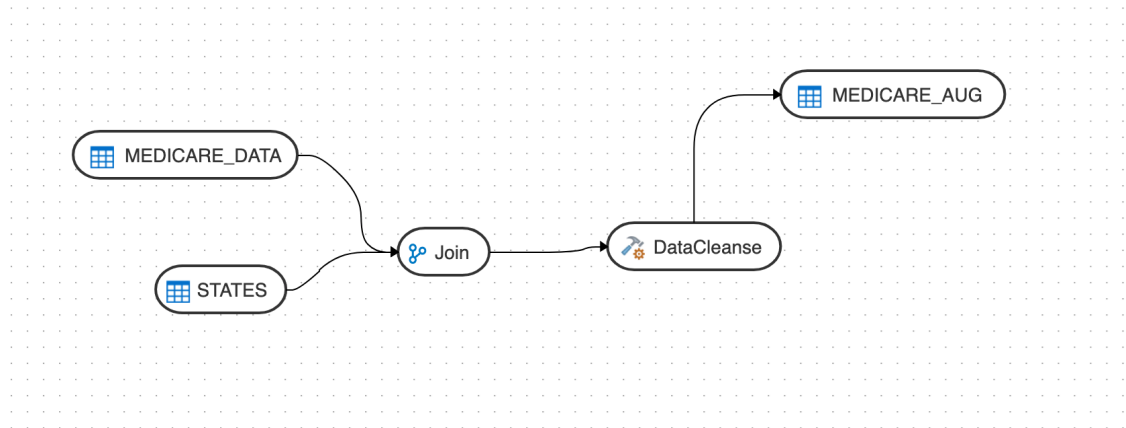 MEDICARE_DATA
STATES
Join
DataCleanse
MEDICARE_AUG